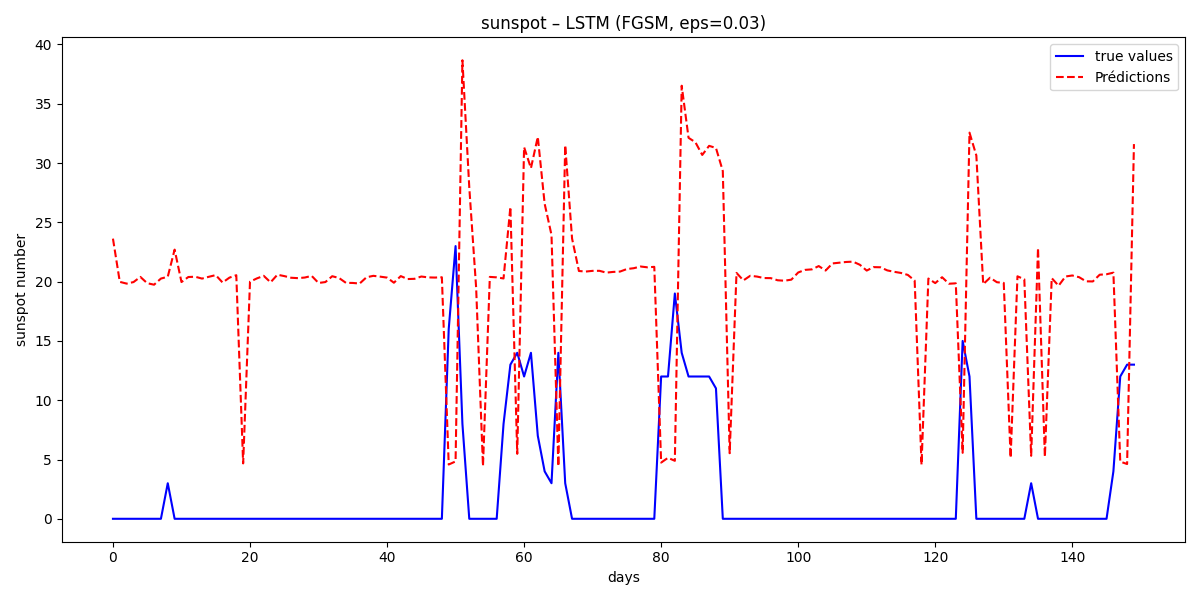 sunspot – LSTM (FGSM, eps=0.03)
true values
Prédictions
sunspot number
40
35
30
25
20
15
10
5
0
0 20 40 60 80 100 120 140
days